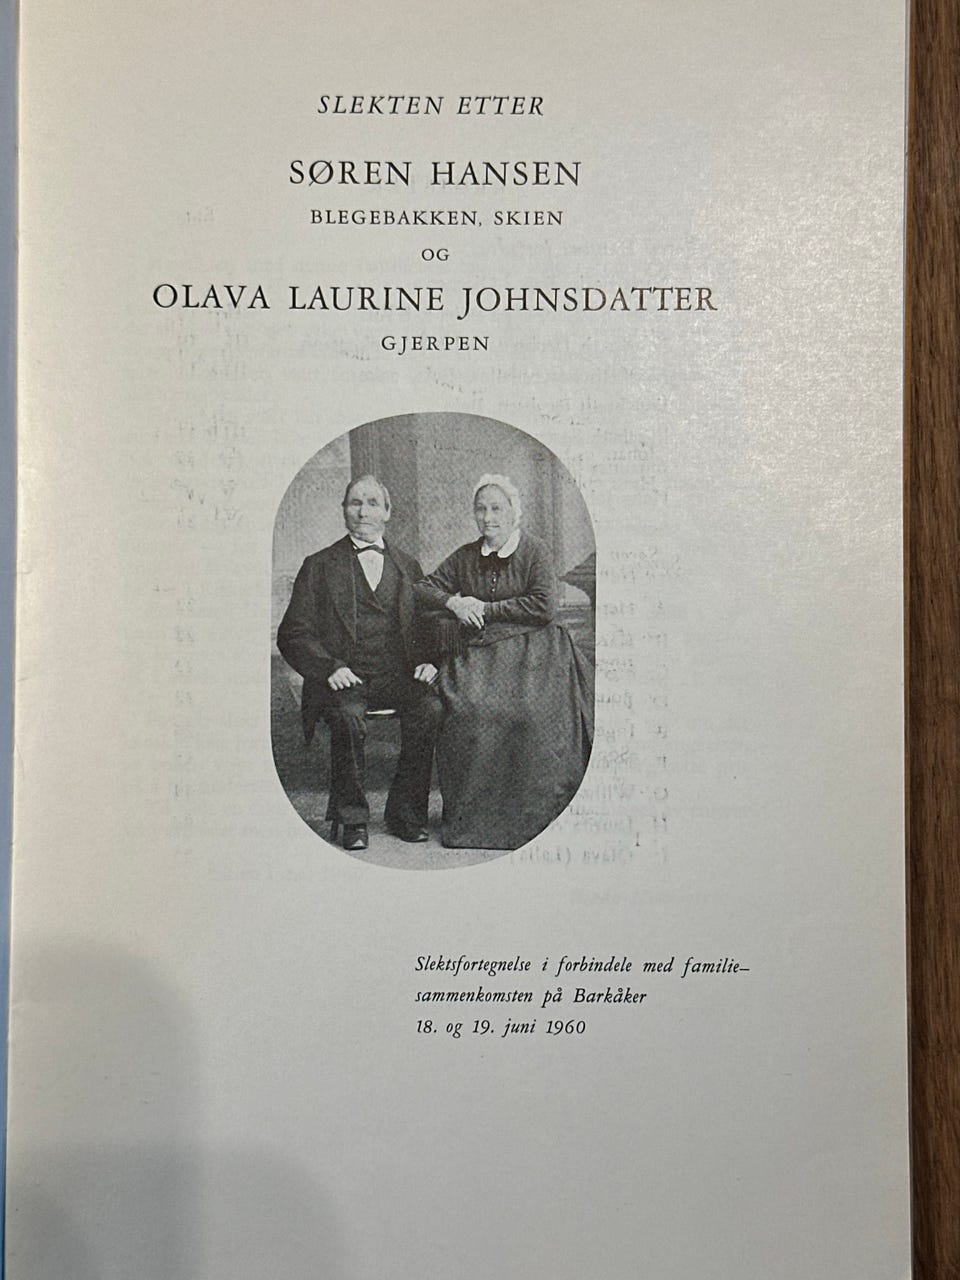 SLEKTEN ETTER
SØREN HANSEN
BLEGEBAKKEN, SKIEN
OG
OLAVA LAURINE JOHNSDATTER
GJERPEN
Slektsfortegnelse i forbindele med familie–
sammenkomsten på Barkåker
18. og 19. juni 1960